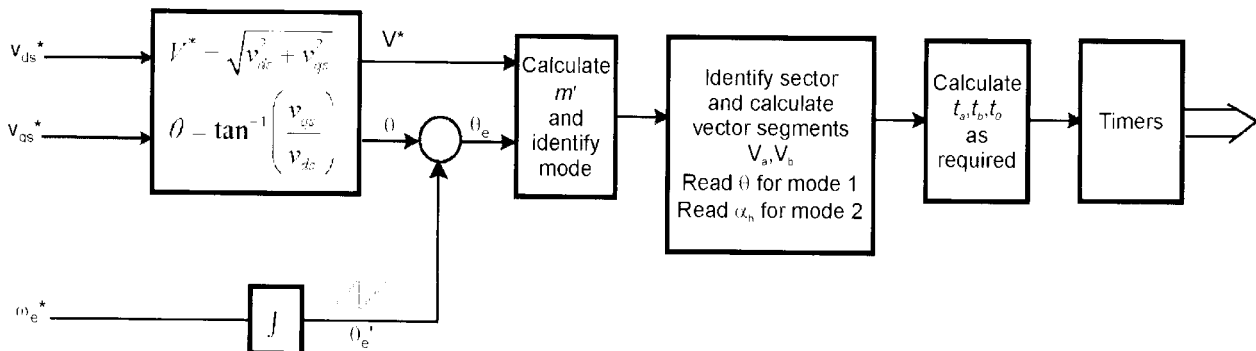 v_ds*
V* = √(v_ds² + v_qs²)
V*
v_qs*
θ = tan⁻¹(v_qs / v_ds)
θ
θ_e
Calculate
m'
and
identify
mode
Identify sector
and calculate
vector segments
V_a,V_b
Read θ for mode 1
Read α_h for mode 2
Calculate
t_a,t_b,t_o
as
required
Timers
ω_e*
∫
θ_e'